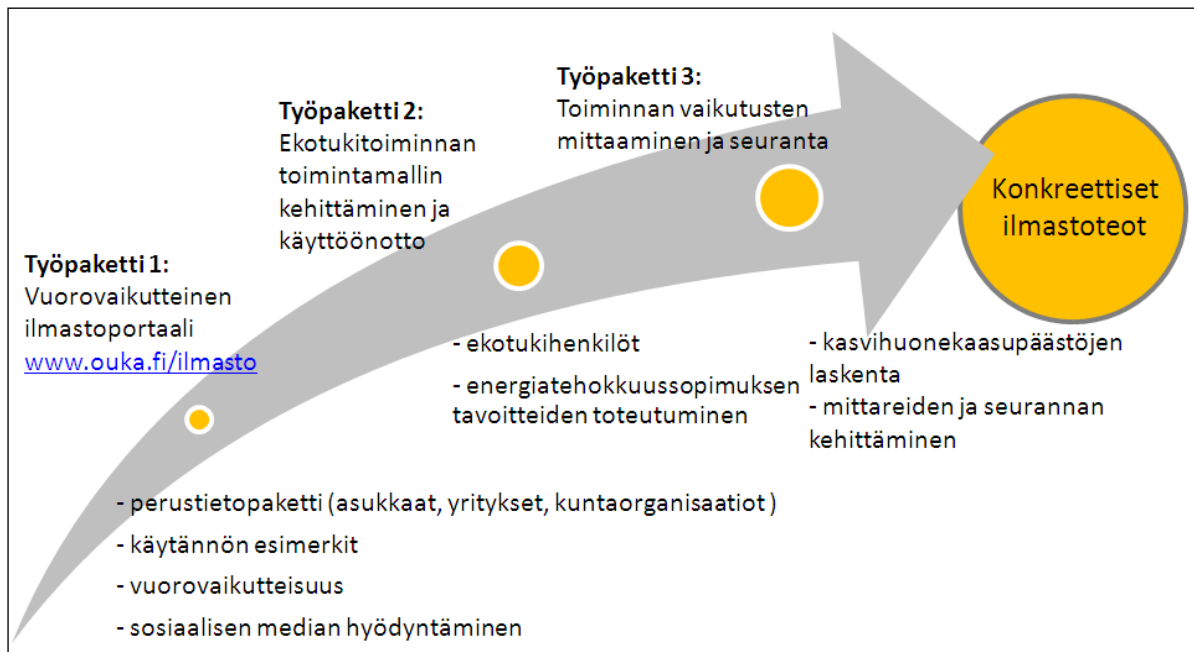 Työpaketti 1:
Vuorovaikutteinen
ilmastoportaali
www.ouka.fi/ilmasto
- perustietopaketti (asukkaat, yritykset, kuntaorganisaatiot )
- käytännön esimerkit
- vuorovaikutteisuus
- sosiaalisen median hyödyntäminen
Työpaketti 2:
Ekotukitoiminnan
toimintamallin
kehittäminen ja
käyttöönotto
- ekotukihenkilöt
- energiatehokkuussopimuksen
tavoitteiden toteutuminen
Työpaketti 3:
Toiminnan vaikutusten
mittaaminen ja seuranta
- kasvihuonekaasupäästöjen
laskenta
- mittareiden ja seurannan
kehittäminen
Konkreettiset
ilmastoteot